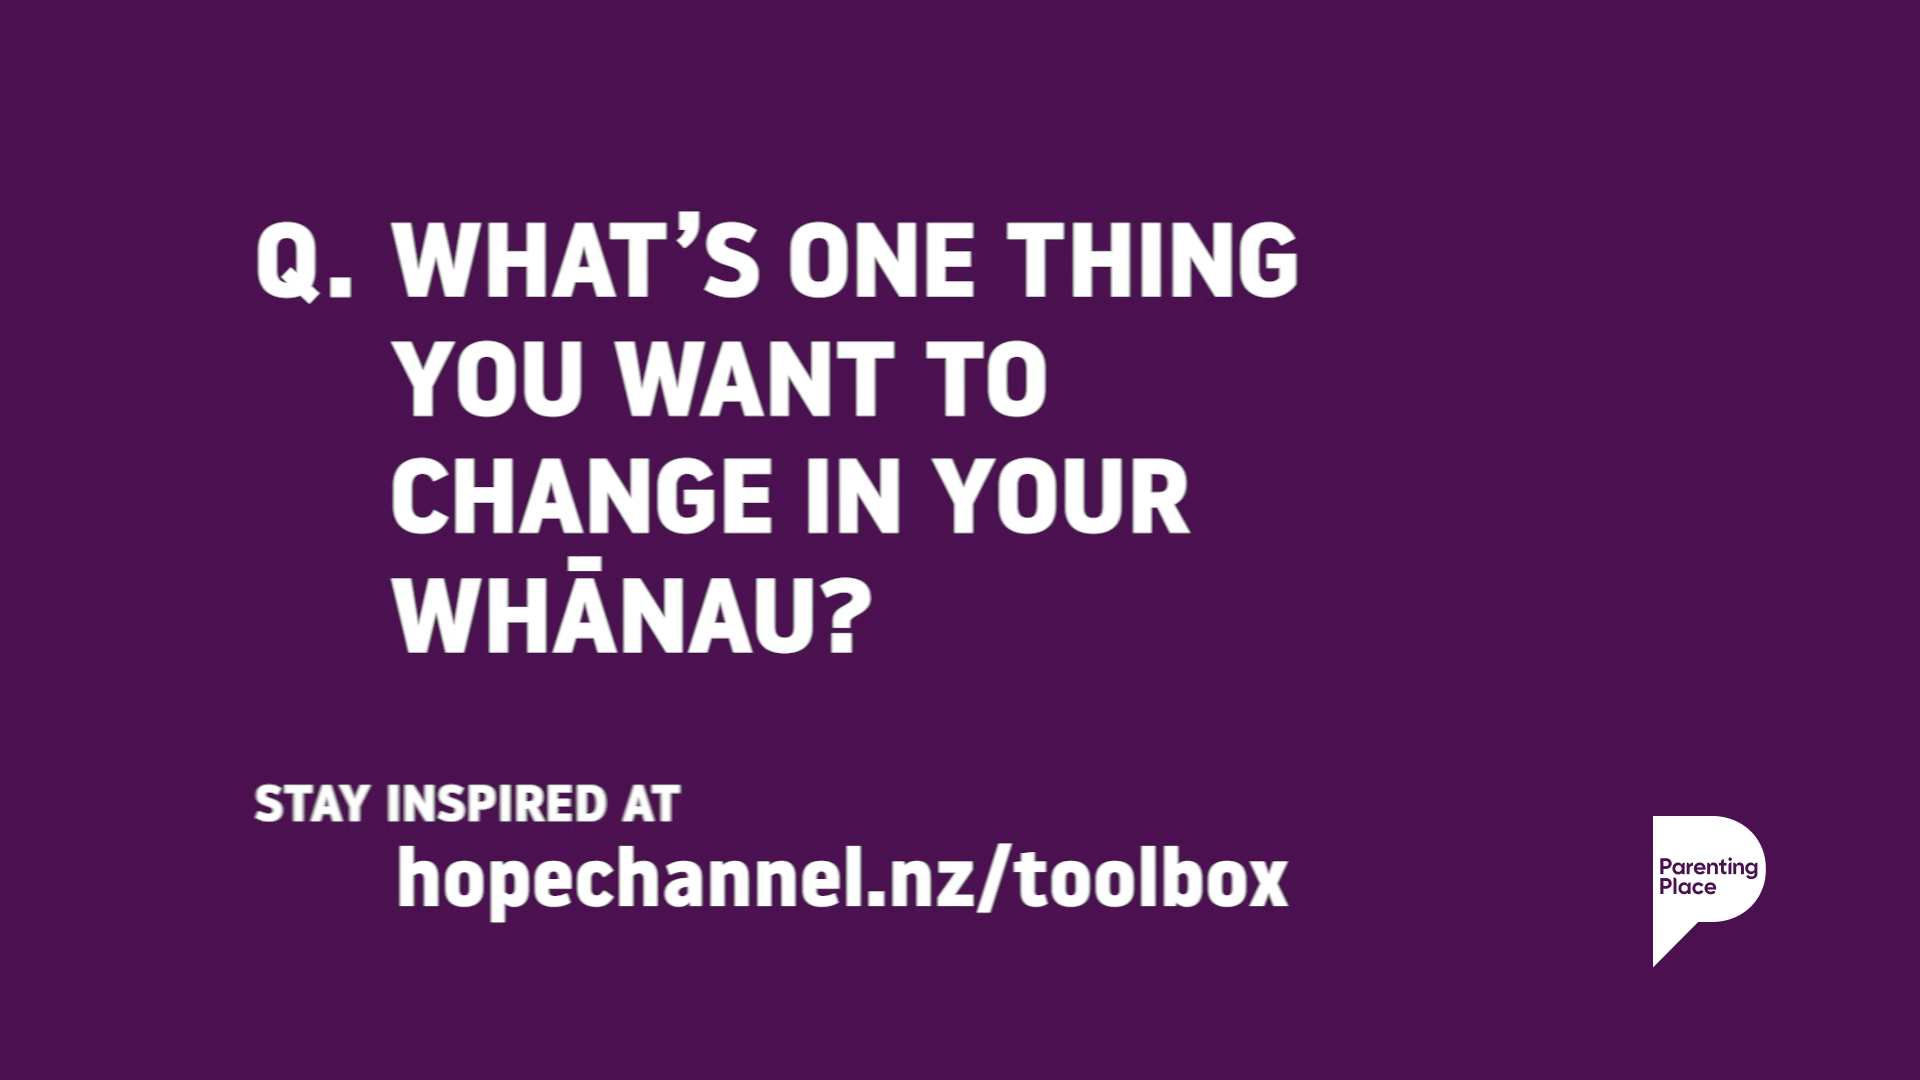 Q. WHAT’S ONE THING
YOU WANT TO
CHANGE IN YOUR
WHĀNAU?
STAY INSPIRED AT
hopechannel.nz/toolbox
Parenting
Place